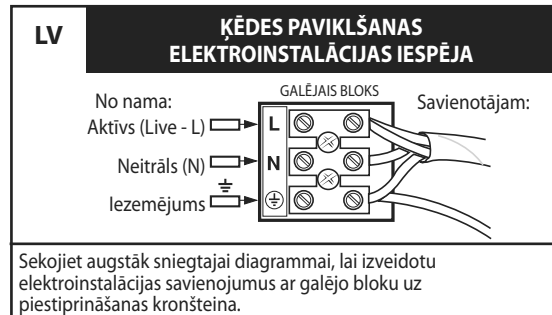 LV
ĶĒDES PAVIKLŠANAS
ELEKTROINSTALĀCIJAS IESPĒJA
GALĒJAIS BLOKS
No nama:
Savienotājam:
Aktīvs (Live - L)
L
Neitrāls (N)
N
Iezemējums
Sekojiet augstāk sniegtajai diagrammai, lai izveidotu
elektroinstalācijas savienojumus ar galējo bloku uz
piestiprināšanas kronšteina.